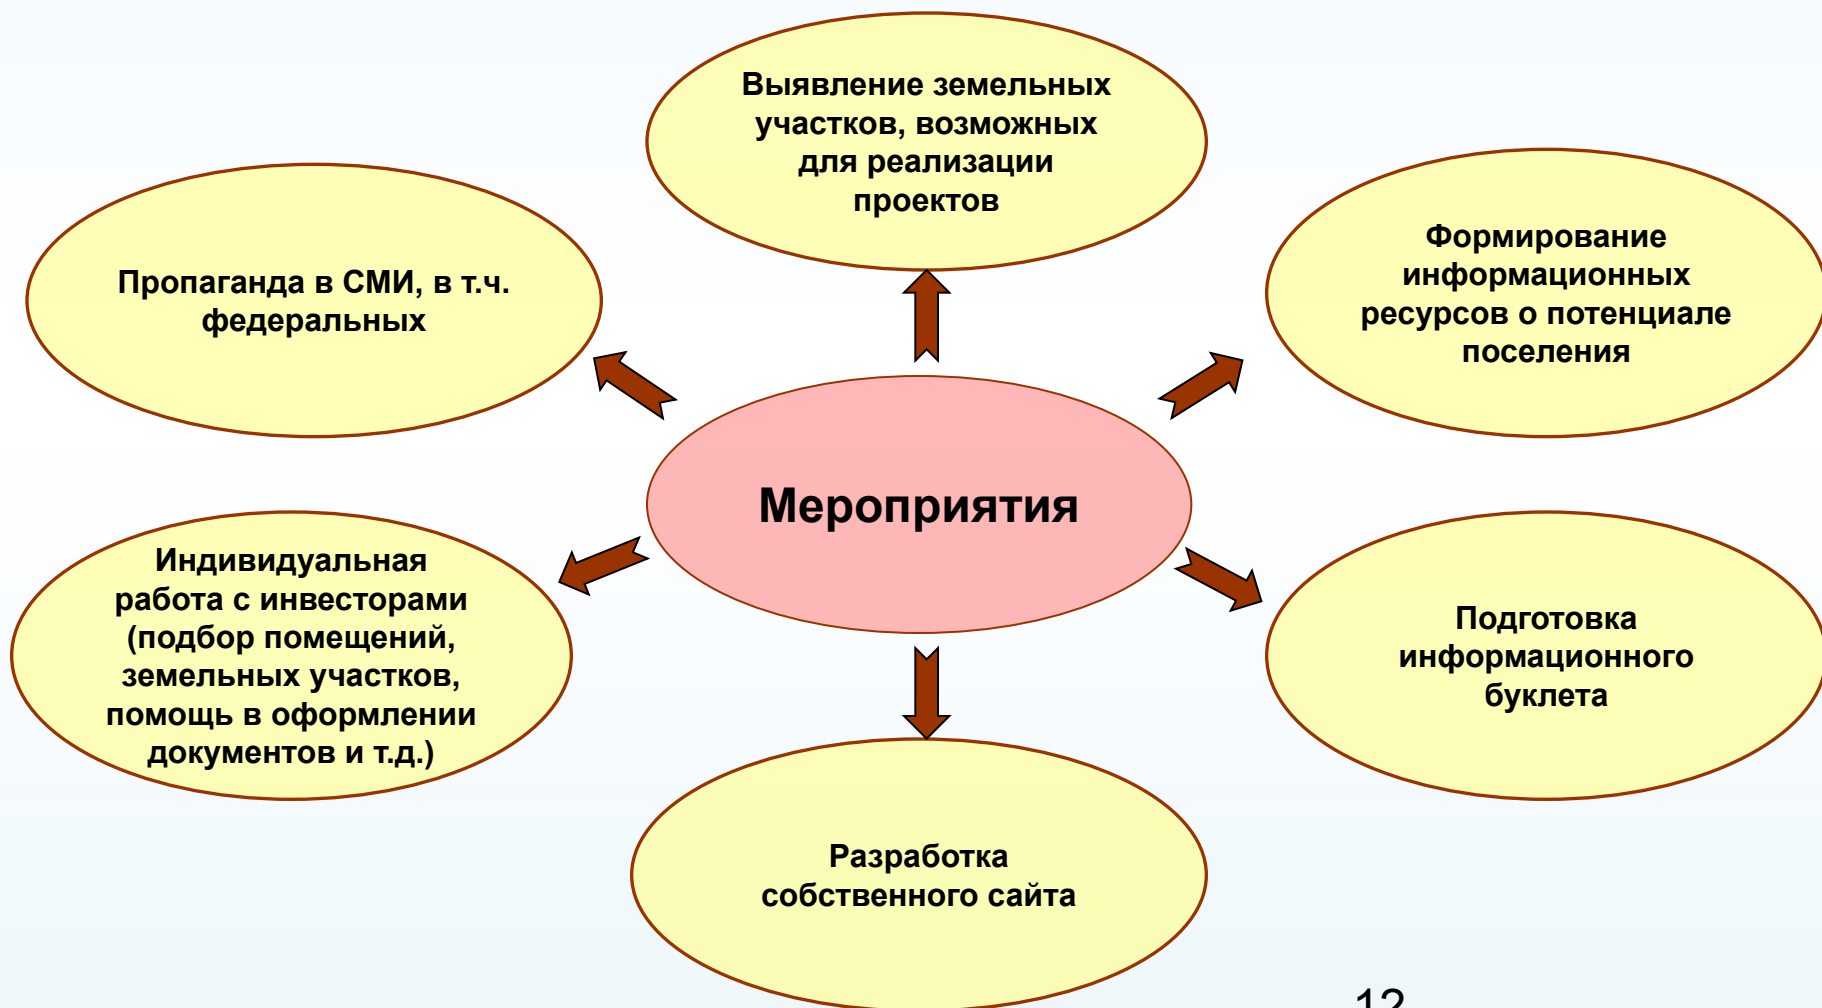 Выявление земельных
участков, возможных
для реализации
проектов
Пропаганда в СМИ, в т.ч.
федеральных
Формирование
информационных
ресурсов о потенциале
поселения
Мероприятия
Индивидуальная
работа с инвесторами
(подбор помещений,
земельных участков,
помощь в оформлении
документов и т.д.)
Подготовка
информационного
буклета
Разработка
собственного сайта
12